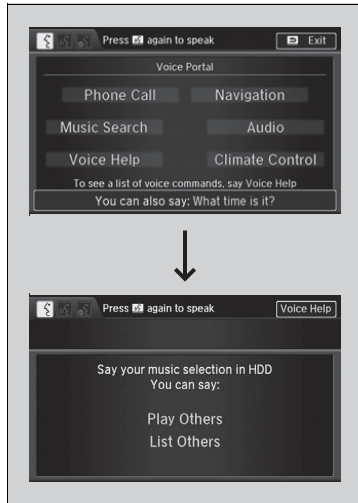 Press again to speak
Exit
Voice Portal
Phone Call
Navigation
Music Search
Audio
Voice Help
Climate Control
To see a list of voice commands, say Voice Help
You can also say: What time is it?
Press again to speak
Voice Help
Say your music selection in HDD
You can say:
Play Others
List Others